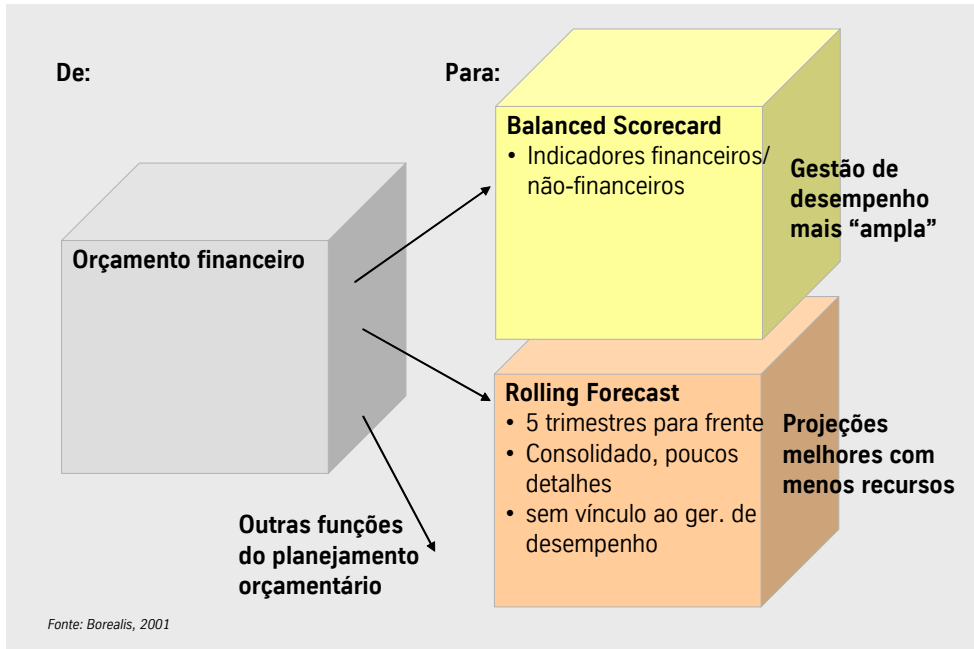 De:
Para:
Orçamento financeiro
Balanced Scorecard
• Indicadores financeiros/
não-financeiros
Gestão de
desempenho
mais “ampla”
Rolling Forecast
• 5 trimestres para frente
• Consolidado, poucos
detalhes
• sem vínculo ao ger. de
desempenho
Projeções
melhores com
menos recursos
Outras funções
do planejamento
orçamentário
Fonte: Borealis, 2001